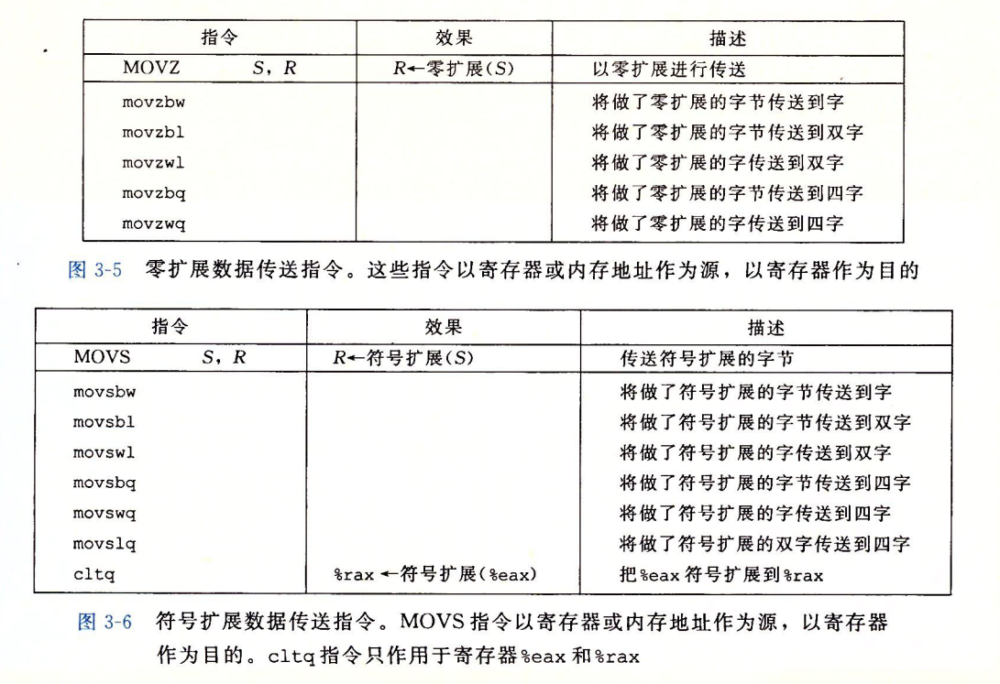 指令 效果 描述
MOVZ S, R R←零扩展(S) 以零扩展进行传送
movzbw 将做了零扩展的字节传送到字
movzbl 将做了零扩展的字节传送到双字
movzwl 将做了零扩展的字传送到双字
movzbq 将做了零扩展的字节传送到四字
movzwq 将做了零扩展的字传送到四字
图 3-5 零扩展数据传送指令。这些指令以寄存器或内存地址作为源，以寄存器作为目的
指令 效果 描述
MOVS S, R R←符号扩展(S) 传送符号扩展的字节
movsbw 将做了符号扩展的字节传送到字
movsbl 将做了符号扩展的字节传送到双字
movswl 将做了符号扩展的字传送到双字
movsbq 将做了符号扩展的字节传送到四字
movswq 将做了符号扩展的字传送到四字
movslq 将做了符号扩展的双字传送到四字
cltq %rax←符号扩展(%eax) 把%eax符号扩展到%rax
图 3-6 符号扩展数据传送指令。MOVS 指令以寄存器或内存地址作为源，以寄存器
作为目的。cltq指令只作用于寄存器%eax和%rax